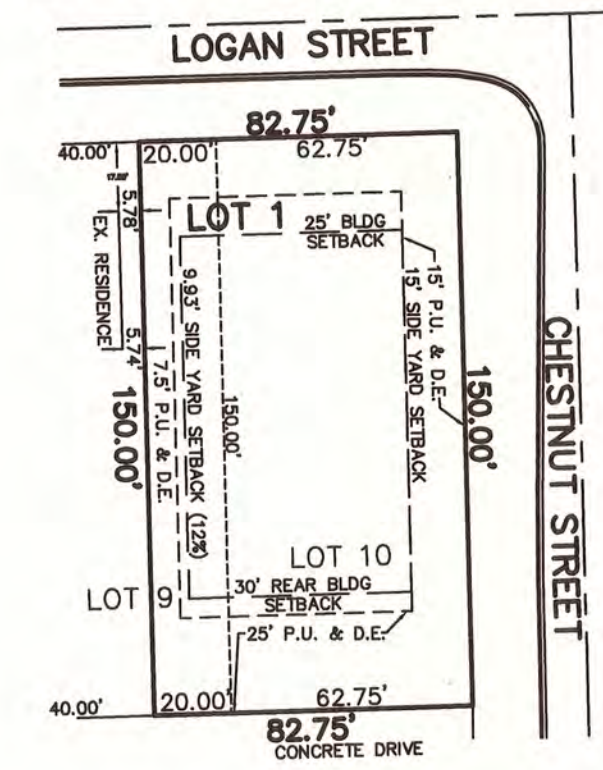 LOGAN STREET
82.75'
40.00'
20.00'
62.75'
5.78'
LOT 1
25' BLDG
SETBACK
EX. RESIDENCE
5.74'
150.00'
7.5' P.U. & D.E.
9.93' SIDE YARD SETBACK (12%)
150.00'
15' P.U. & D.E.
15' SIDE YARD SETBACK
150.00'
CHESTNUT STREET
LOT 10
LOT 9
30' REAR BLDG
SETBACK
25' P.U. & D.E.
40.00'
20.00'
62.75'
82.75'
CONCRETE DRIVE